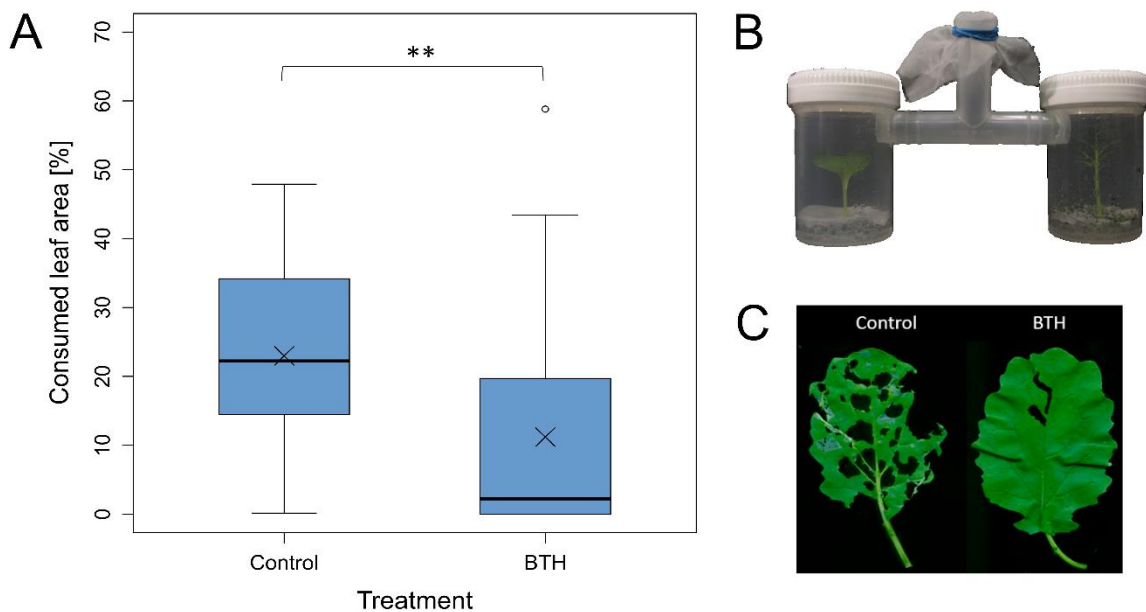 A
**
Consumed leaf area [%]
70
60
50
40
30
20
10
0
Control BTH
Treatment
B
C
Control BTH